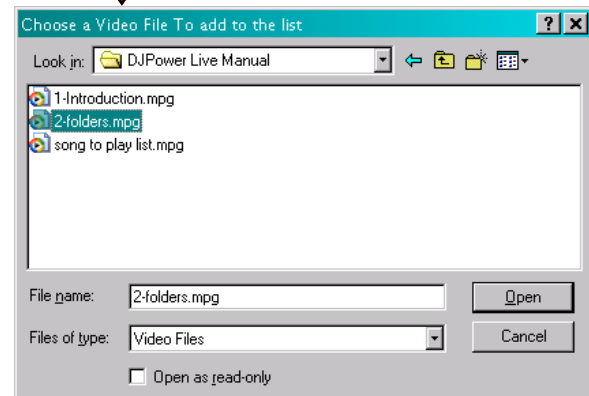 Choose a Video File To add to the list
Look in: DJPower Live Manual
1-Introduction.mpg
2-folders.mpg
song to play list.mpg
File name: 2-folders.mpg Open
Files of type: Video Files Cancel
Open as read-only